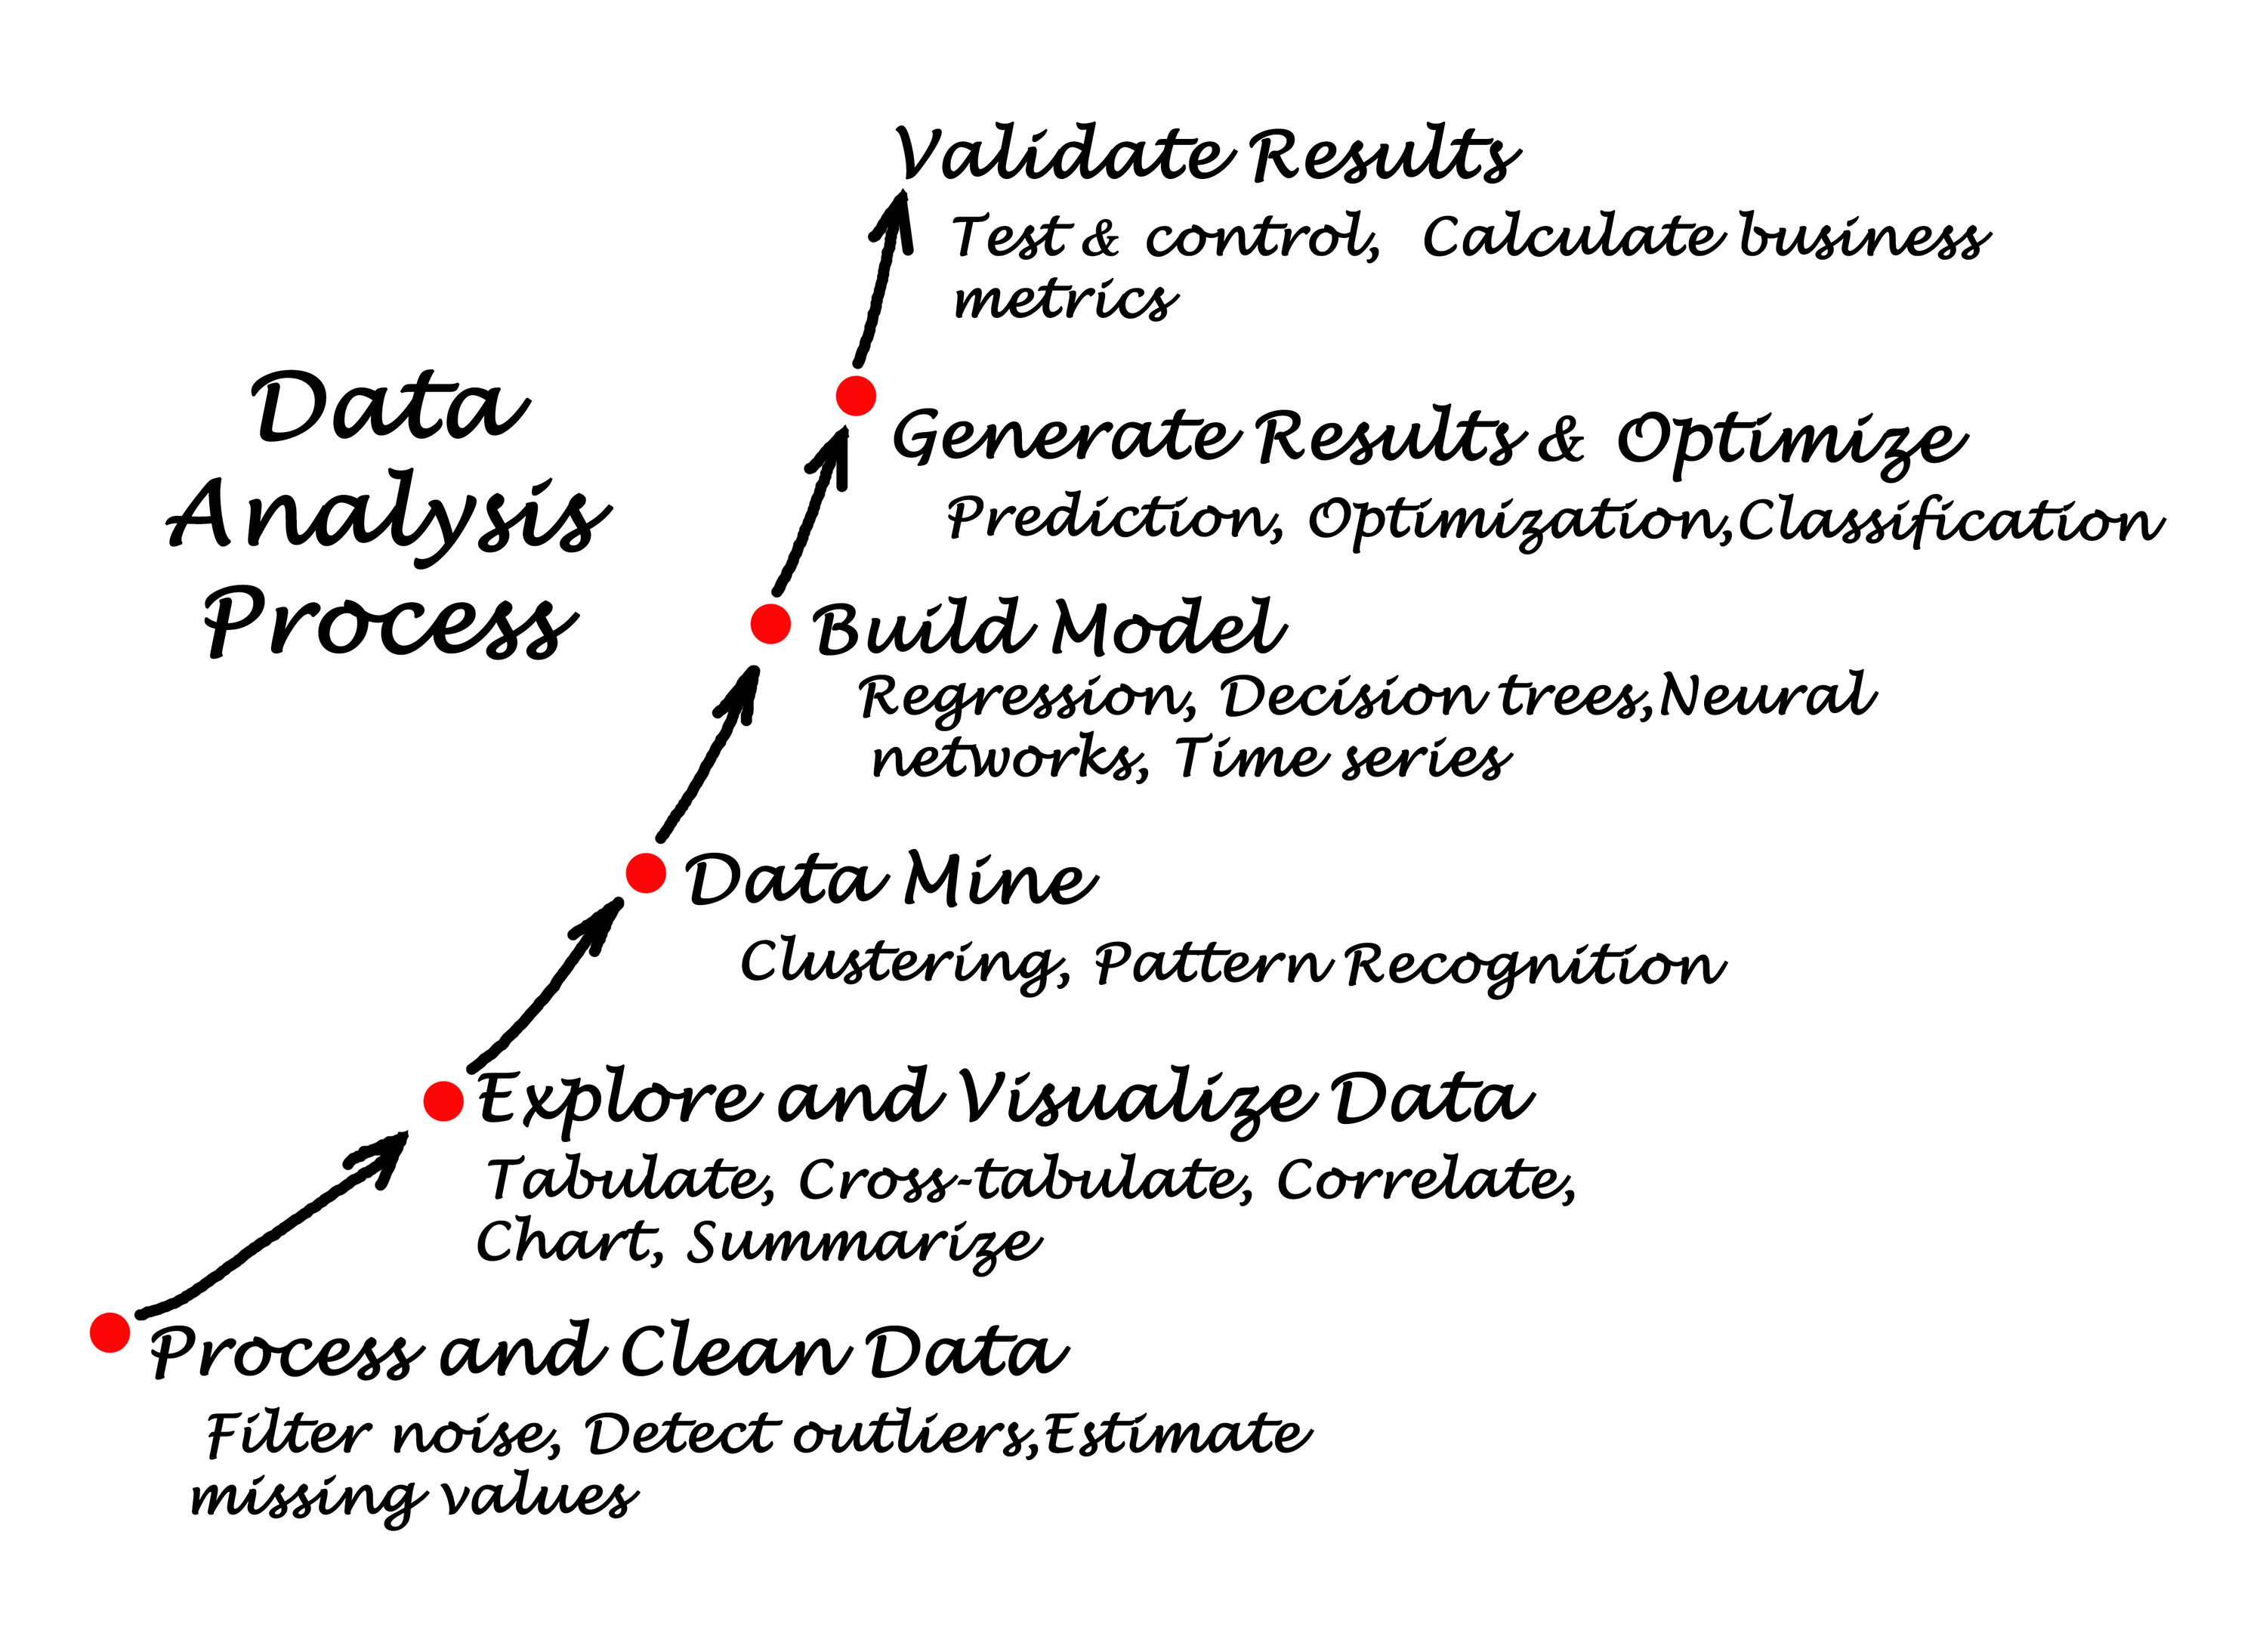 Validate Results
Test & control, Calculate business
metrics
Data
Analysis
Process
Generate Results & Optimize
Prediction, Optimization,Classification
Build Model
Regression, Decision trees,Neural
networks, Time series
Data Mine
Clustering, Pattern Recognition
Explore and Visualize Data
Tabulate, Cross-tabulate, Correlate,
Chart, Summarize
Process and Clean Data
Filter noise, Detect outliers,Estimate
missing values